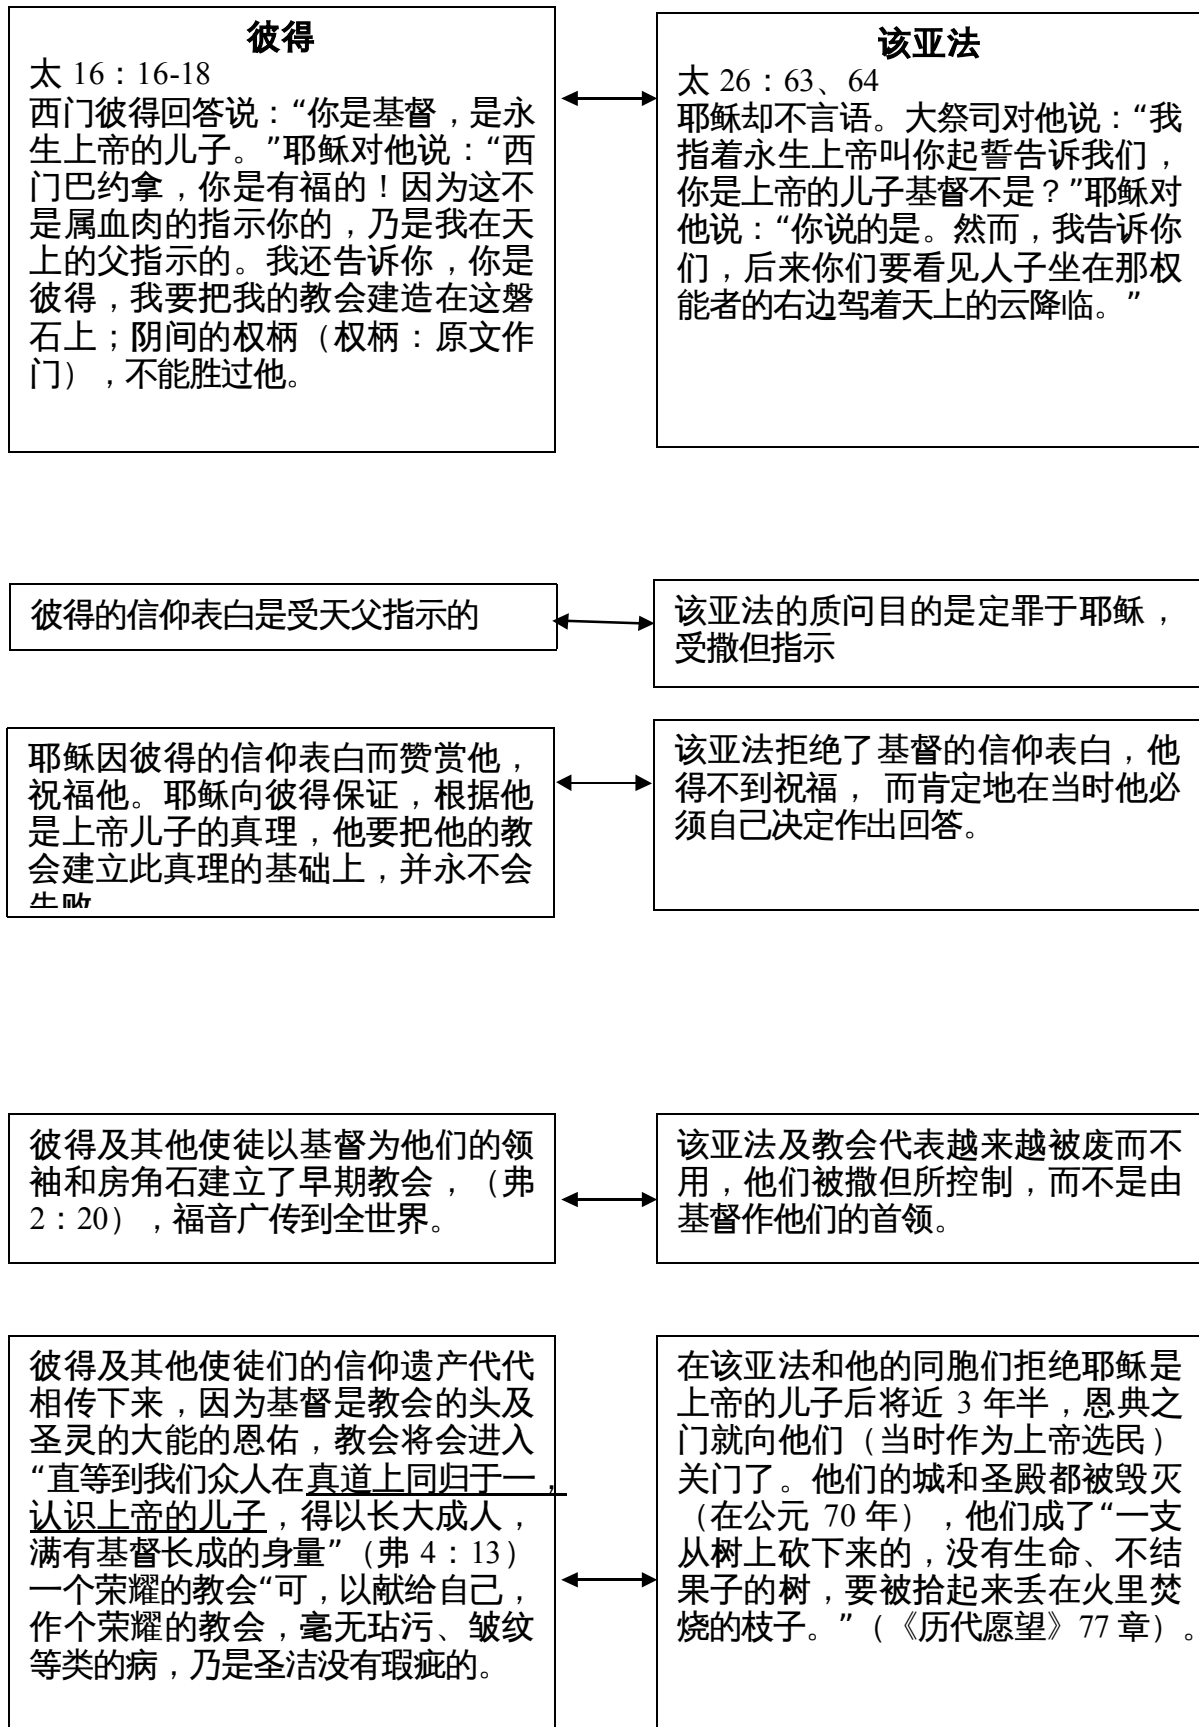 彼得
太 16：16-18
西门彼得回答说：“你是基督，是永
生上帝的儿子。”耶稣对他说：“西
门巴约拿，你是有福的！因为这不
是属血肉的指示你的，乃是我在天
上的父指示的。我还告诉你，你是
彼得，我要把我的教会建造在这磐
石上；阴间的权柄（权柄：原文作
门），不能胜过他。
该亚法
太 26：63、64
耶稣却不言语。大祭司对他说：“我
指着永生上帝叫你起誓告诉我们，
你是上帝的儿子基督不是？”耶稣对
他说：“你说的是。然而，我告诉你
们，后来你们要看见人子坐在那权
能者的右边驾着天上的云降临。”
彼得的信仰表白是受天父指示的
该亚法的质问目的是定罪于耶稣，
受撒但指示
耶稣因彼得的信仰表白而赞赏他，
祝福他。耶稣向彼得保证，根据他
是上帝儿子的真理，他要把他的教
会建立此真理的基础上，并永不会
失败
该亚法拒绝了基督的信仰表白，他
得不到祝福， 而肯定地在当时他必
须自己决定作出回答。
彼得及其他使徒以基督为他们的领
袖和房角石建立了早期教会，（弗
2：20），福音广传到全世界。
该亚法及教会代表越来越被废而不
用，他们被撒但所控制，而不是由
基督作他们的首领。
彼得及其他使徒们的信仰遗产代代
相传下来，因为基督是教会的头及
圣灵的大能的恩佑，教会将会进入
“直等到我们众人在真道上同归于一，
认识上帝的儿子，得以长大成人，
满有基督长成的身量”（弗 4：13）
一个荣耀的教会“可，以献给自己，
作个荣耀的教会，毫无玷污、皱纹
等类的病，乃是圣洁没有瑕疵的。
在该亚法和他的同胞们拒绝耶稣是
上帝的儿子后将近 3 年半，恩典之
门就向他们（当时作为上帝选民）
关门了。他们的城和圣殿都被毁灭
（在公元 70 年），他们成了“一支
从树上砍下来的，没有生命、不结
果子的树，要被拾起来丢在火里焚
烧的枝子。”（《历代愿望》77 章）。